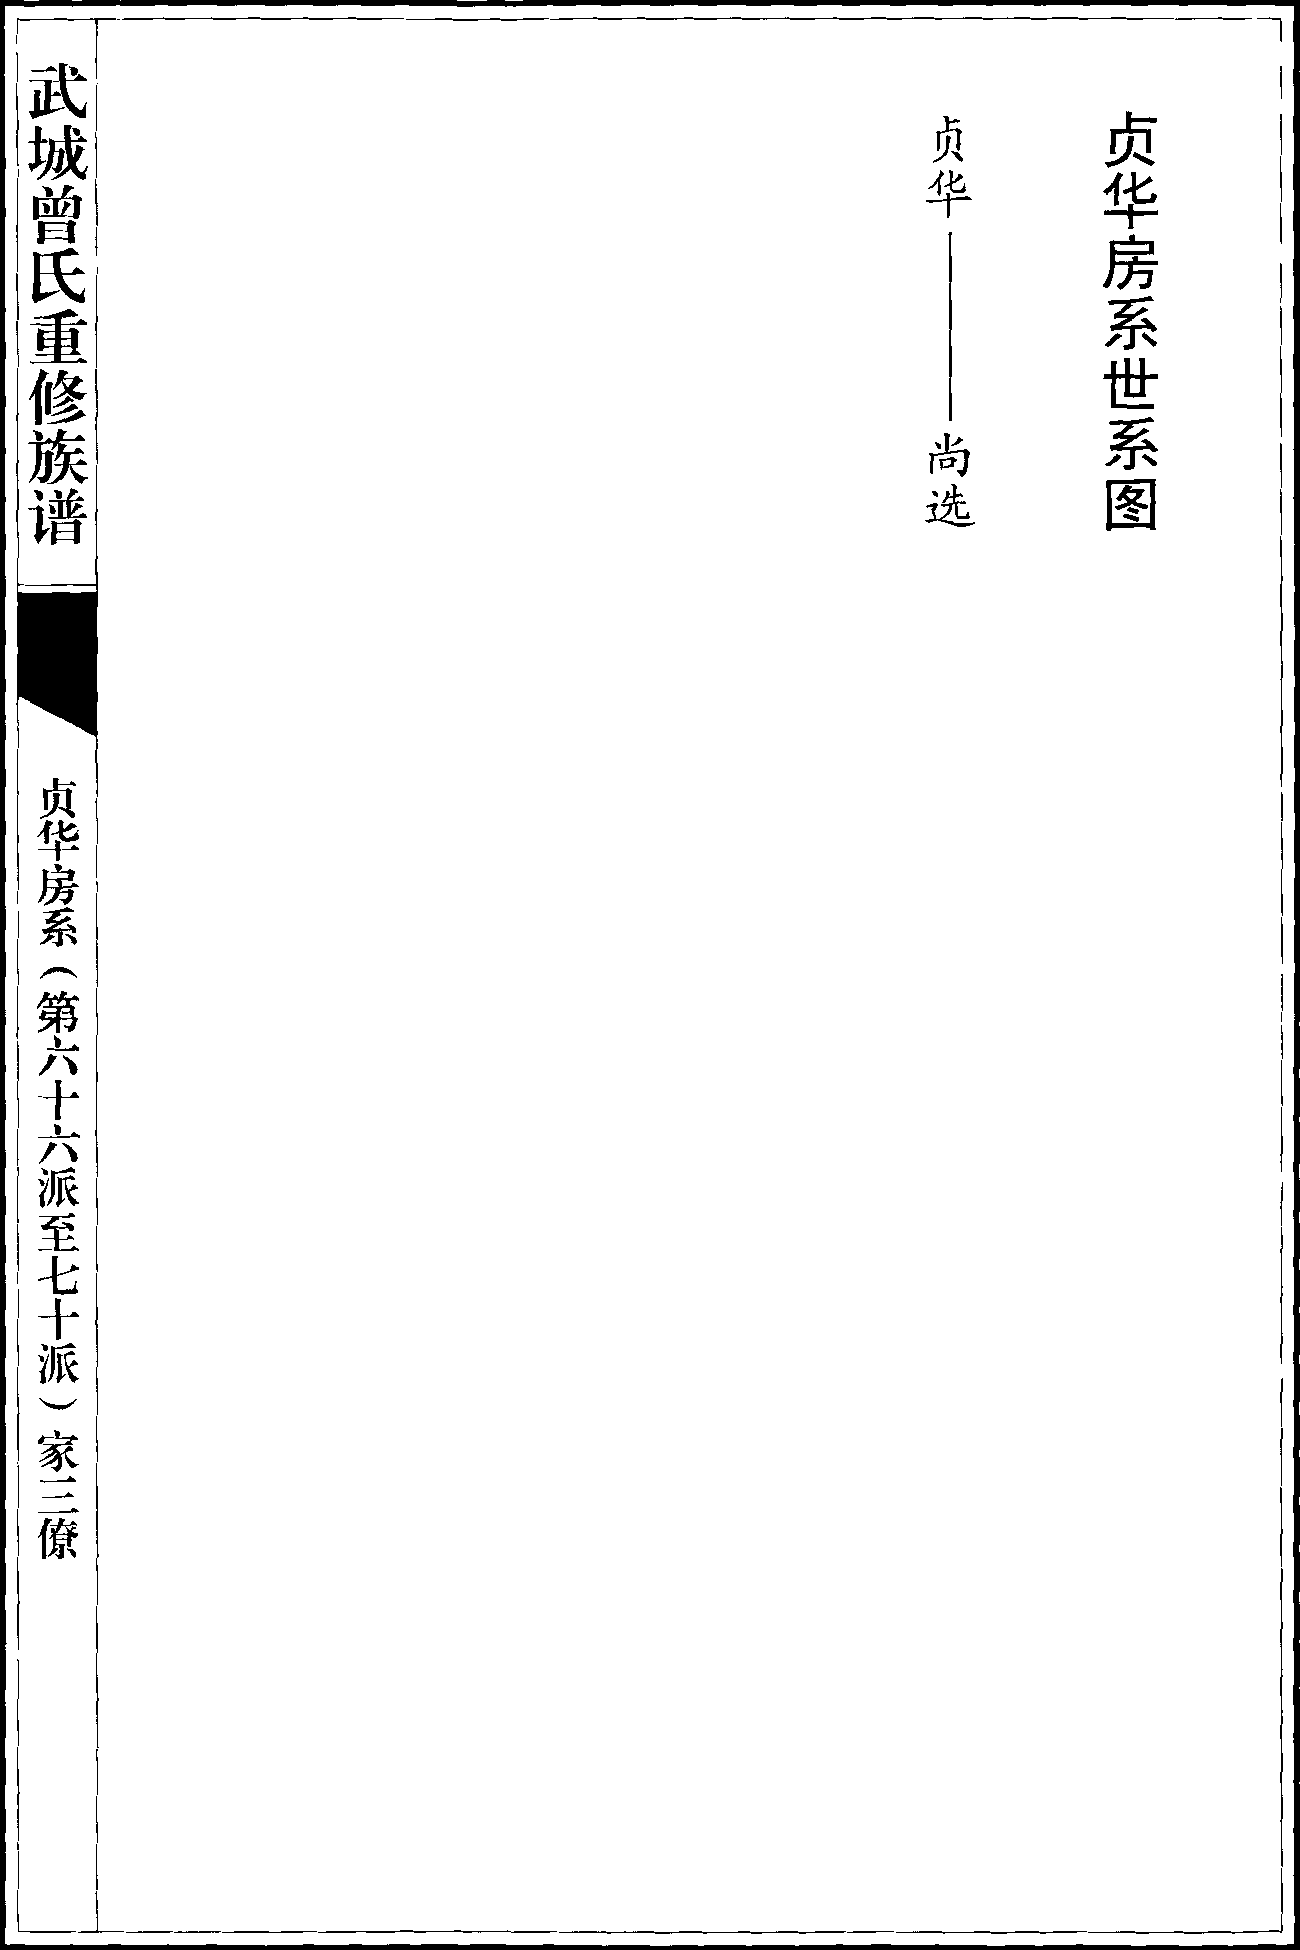 贞华房系世系图
贞华——尚选
武城曾氏重修族谱
贞华房系(第六十六派至七十派)家三僚